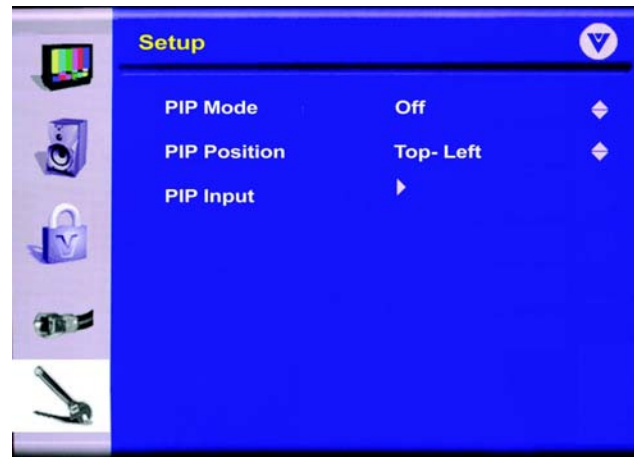 Setup
PIP Mode Off
PIP Position Top- Left
PIP Input